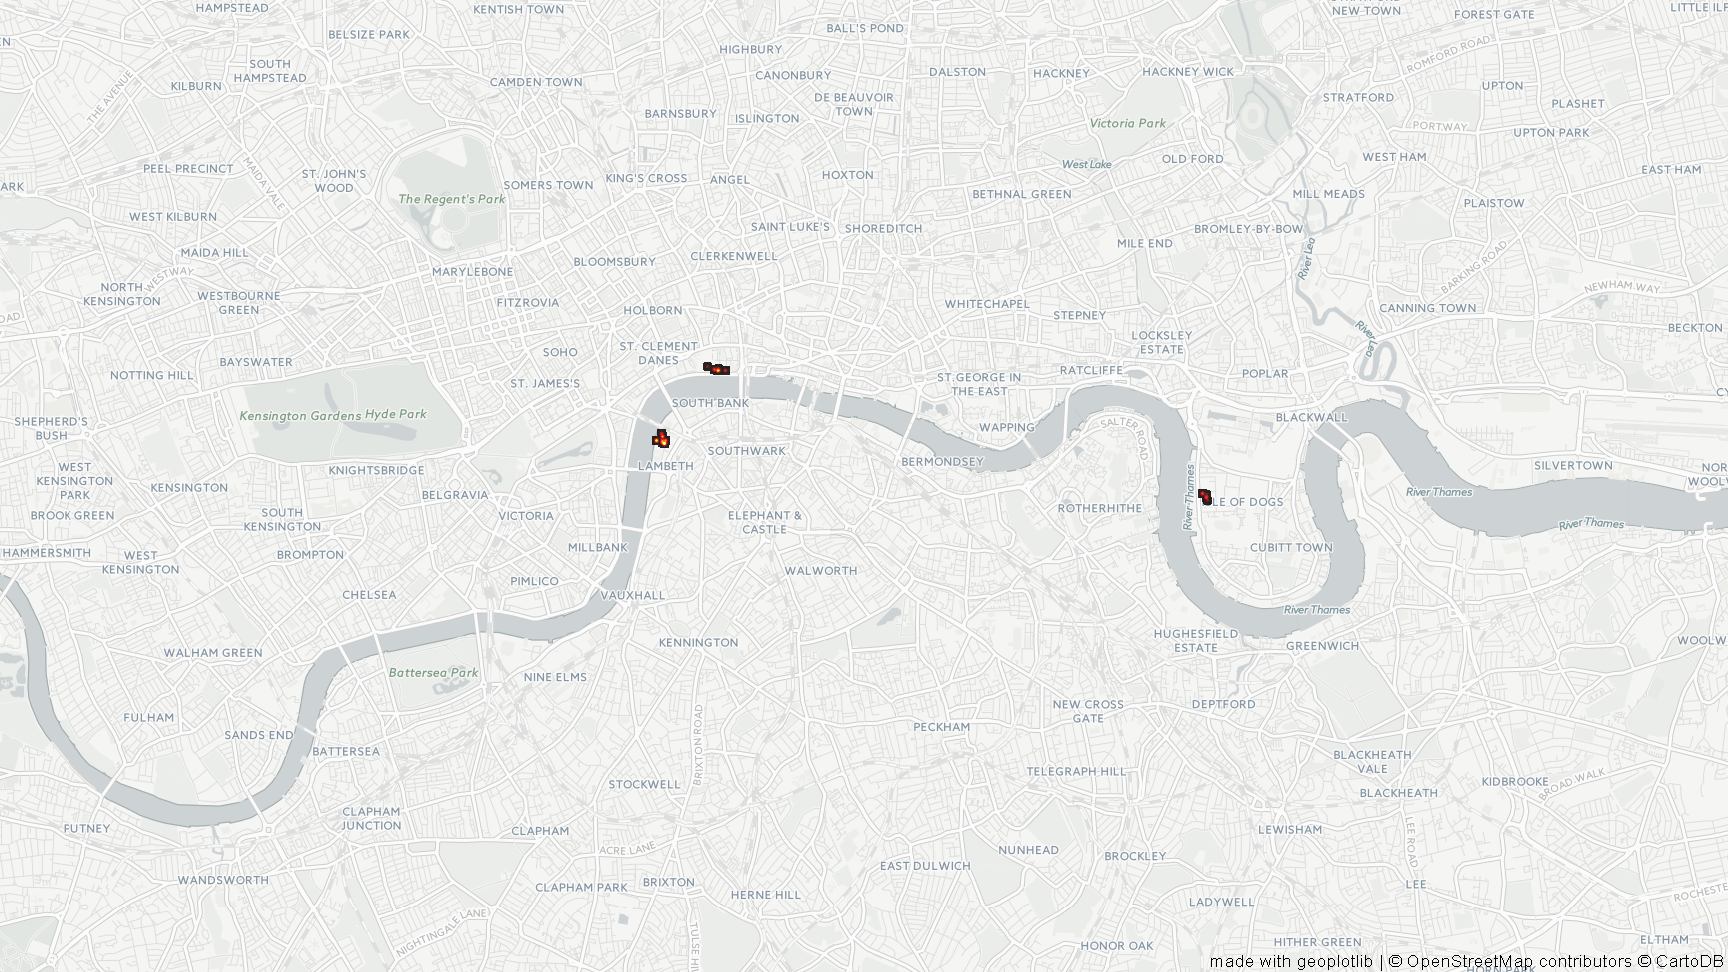 HAMPSTEAD
KENTISH TOWN
BALL'S POND
NEW TOWN
FOREST GATE
LITTLE ILF
BELSIZE PARK
HIGHBURY
ROMFORD ROAD
SOUTH
HAMPSTEAD
KILBURN
THE AVENUE
CAMDEN TOWN
CANONBURY
DALSTON
HACKNEY
HACKNEY WICK
STRATFORD
UPTON
PLASHET
BARNSBURY
ISLINGTON
DE BEAUVOIR
TOWN
Victoria Park
PORTWAY
UPTON PARK
PEEL PRECINCT
MAIDA VALE
ST. JOHN'S
WOOD
The Regent's Park
SOMERS TOWN
KING'S CROSS
ANGEL
HOXTON
West Lake
OLD FORD
WEST HAM
EAST HAM
ARK
BETHNAL GREEN
MILL MEADS
PLAISTOW
WEST KILBURN
SAINT LUKE'S
SHOREDITCH
MILE END
BROMLEY-BY-BOW
River Lea
BARKING ROAD
MAIDA HILL
WESTWAY
MARYLEBONE
BLOOMSBURY
CLERKENWELL
NORTH
KENSINGTON
WESTBOURNE
GREEN
FITZROVIA
HOLBORN
WHITECHAPEL
STEPNEY
CANNING TOWN
NEWHAM WAY
BECKTON
ROAD
BAYSWATER
SOHO
ST. CLEMENT
DANES
LOCKSLEY
ESTATE
River Lea
NOTTING HILL
ST. JAMES'S
ST.GEORGE IN
THE EAST
RATCLIFFE
POPLAR
SHEPHERD'S
BUSH
Kensington Gardens
Hyde Park
SOUTH BANK
WAPPING
SALTER ROAD
BLACKWALL
KNIGHTSBRIDGE
LAMBETH
SOUTHWARK
BERMONDSEY
SILVERTOWN
WEST
KENSINGTON
PARK
KENSINGTON
BELGRAVIA
River Thames
ROTHERHITHE
ISLE OF DOGS
River Thames
River Thames
BROOK GREEN
SOUTH
KENSINGTON
VICTORIA
ELEPHANT &
CASTLE
HAMMERSMITH
WEST
KENSINGTON
BROMPTON
MILLBANK
CUBITT TOWN
PIMLICO
WALWORTH
CHELSEA
VAUXHALL
River Thames
WALHAM GREEN
KENNINGTON
HUGHESFIELD
ESTATE
GREENWICH
WOOLW
Battersea Park
NINE ELMS
FULHAM
SANDS END
BATTERSEA
BRIXTON ROAD
PECKHAM
NEW CROSS
GATE
DEPTFORD
STOCKWELL
TELEGRAPH HILL
BLACKHEATH
VALE
KIDBROOKE
BROAD WALK
BLACKHEATH
CLAPHAM
JUNCTION
CLAPHAM
ACRE LANE
LEWISHAM
LEE ROAD
WANDSWORTH
CLAPHAM PARK
BRIXTON
HERNE HILL
EAST DULWICH
NUNHEAD
BROCKLEY
LEE
LADYWELL
NIGHTINGALE LANE
HONOR OAK
HITHER GREEN
ELTHAM
made with geoplotlib | © OpenStreetMap contributors © CartoDB